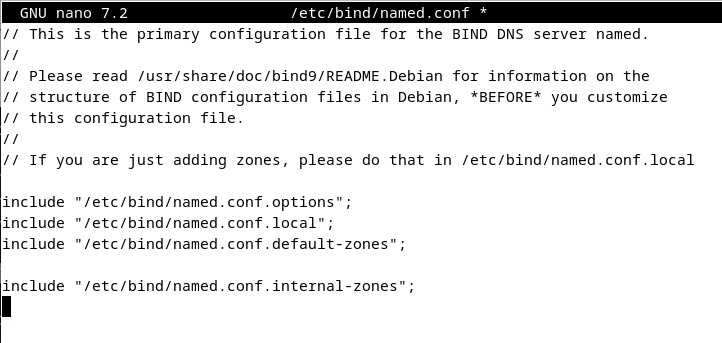 GNU nano 7.2 /etc/bind/named.conf *
// This is the primary configuration file for the BIND DNS server named.
//
// Please read /usr/share/doc/bind9/README.Debian for information on the
// structure of BIND configuration files in Debian, *BEFORE* you customize
// this configuration file.
//
// If you are just adding zones, please do that in /etc/bind/named.conf.local
include "/etc/bind/named.conf.options";
include "/etc/bind/named.conf.local";
include "/etc/bind/named.conf.default-zones";
include "/etc/bind/named.conf.internal-zones";